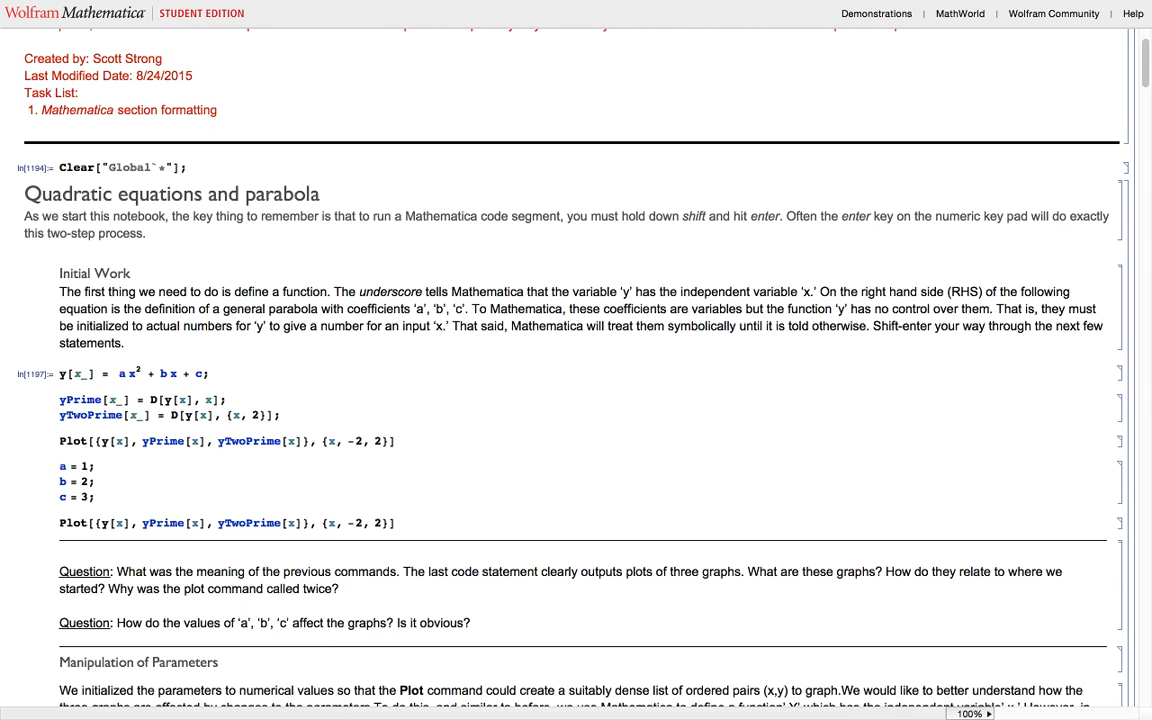 Wolfram Mathematica | STUDENT EDITION
Demonstrations | MathWorld | Wolfram Community | Help
Created by: Scott Strong
Last Modified Date: 8/24/2015
Task List:
1. Mathematica section formatting
In[1194]:= Clear["Global`*"];
Quadratic equations and parabola
As we start this notebook, the key thing to remember is that to run a Mathematica code segment, you must hold down shift and hit enter. Often the enter key on the numeric key pad will do exactly
this two-step process.
Initial Work
The first thing we need to do is define a function. The underscore tells Mathematica that the variable ‘y’ has the independent variable ‘x.’ On the right hand side (RHS) of the following
equation is the definition of a general parabola with coefficients ‘a’, ‘b’, ‘c’. To Mathematica, these coefficients are variables but the function ‘y’ has no control over them. That is, they must
be initialized to actual numbers for ‘y’ to give a number for an input ‘x.’ That said, Mathematica will treat them symbolically until it is told otherwise. Shift-enter your way through the next few
statements.
In[1197]:= y[x_] = a x² + b x + c;
yPrime[x_] = D[y[x], x];
yTwoPrime[x_] = D[y[x], {x, 2}];
Plot[{y[x], yPrime[x], yTwoPrime[x]}, {x, -2, 2}]
a = 1;
b = 2;
c = 3;
Plot[{y[x], yPrime[x], yTwoPrime[x]}, {x, -2, 2}]
Question: What was the meaning of the previous commands. The last code statement clearly outputs plots of three graphs. What are these graphs? How do they relate to where we
started? Why was the plot command called twice?
Question: How do the values of ‘a’, ‘b’, ‘c’ affect the graphs? Is it obvious?
Manipulation of Parameters
We initialized the parameters to numerical values so that the Plot command could create a suitably dense list of ordered pairs (x,y) to graph.We would like to better understand how the
100%